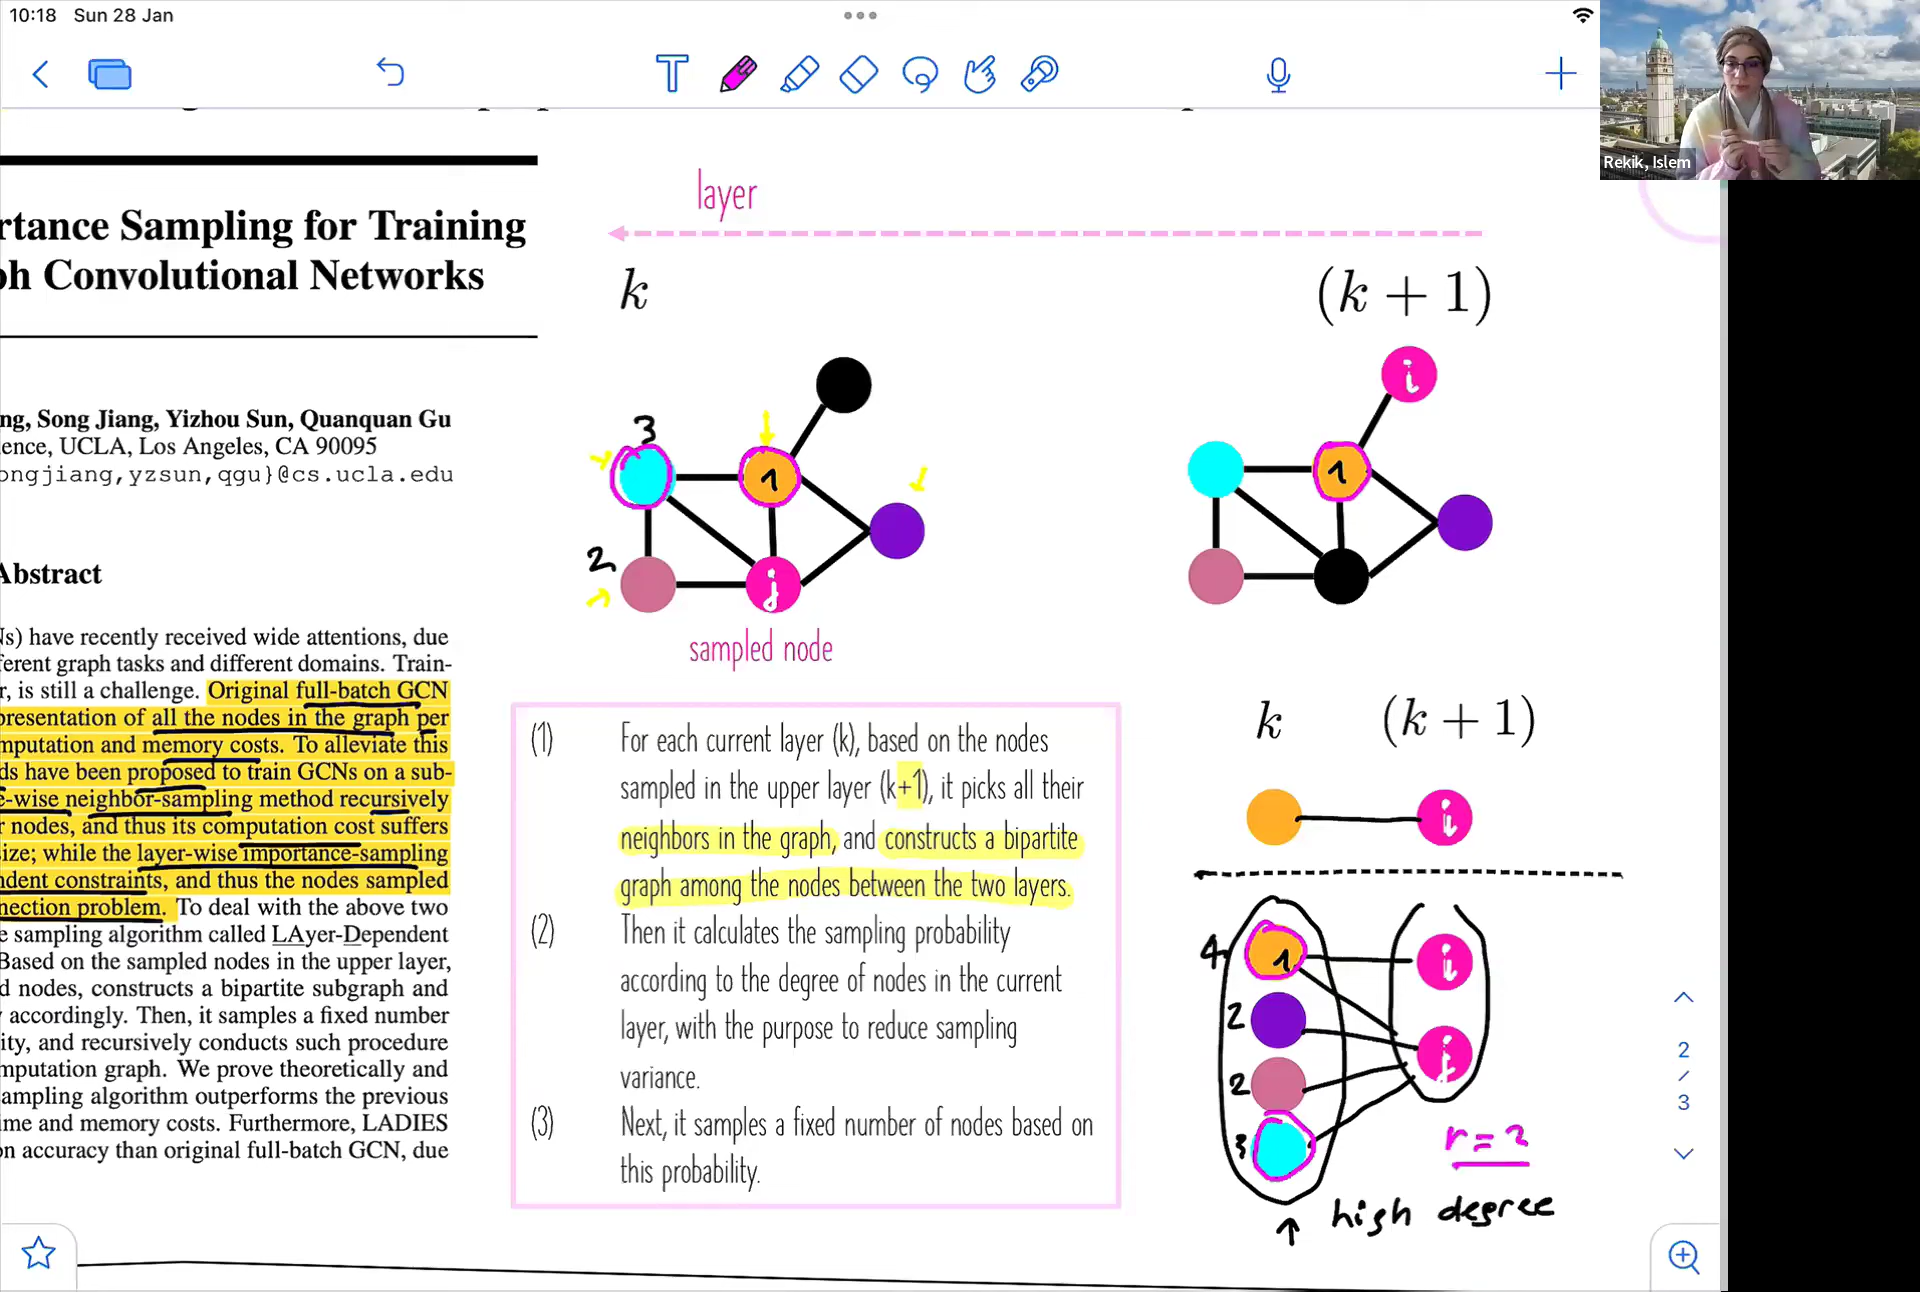 10:18 Sun 28 Jan
Rekik, Islem
rtance Sampling for Training
ph Convolutional Networks
ng, Song Jiang, Yizhou Sun, Quanquan Gu
ence, UCLA, Los Angeles, CA 90095
ongjiang,yzsun,qgu}@cs.ucla.edu
Abstract
Ns) have recently received wide attentions, due
ferent graph tasks and different domains. Train-
r, is still a challenge. Original full-batch GCN
presentation of all the nodes in the graph per
mputation and memory costs. To alleviate this
ds have been proposed to train GCNs on a sub-
e-wise neighbor-sampling method recursively
r nodes, and thus its computation cost suffers
size; while the layer-wise importance-sampling
ndent constraints, and thus the nodes sampled
nection problem. To deal with the above two
e sampling algorithm called LAyer-Dependent
Based on the sampled nodes in the upper layer,
d nodes, constructs a bipartite subgraph and
y accordingly. Then, it samples a fixed number
ity, and recursively conducts such procedure
mputation graph. We prove theoretically and
ampling algorithm outperforms the previous
ime and memory costs. Furthermore, LADIES
on accuracy than original full-batch GCN, due
layer
k
(k + 1)
3
1
2
j
sampled node
i
1
(1) For each current layer (k), based on the nodes
sampled in the upper layer (k+1), it picks all their
neighbors in the graph, and constructs a bipartite
graph among the nodes between the two layers.
(2) Then it calculates the sampling probability
according to the degree of nodes in the current
layer, with the purpose to reduce sampling
variance.
(3) Next, it samples a fixed number of nodes based on
this probability.
k (k + 1)
i
4 1 i
2
2 j
3
r = 2
high degree
2
/
3